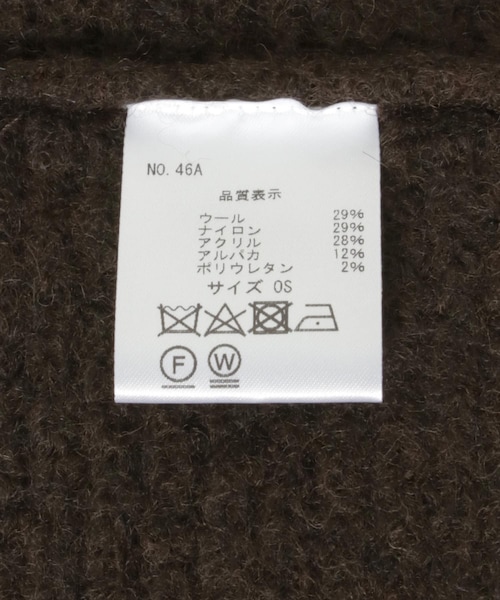 NO. 46A
品質表示
ウール 29%
ナイロン 29%
アクリル 28%
アルパカ 12%
ポリウレタン 2%
サイズ OS
F W